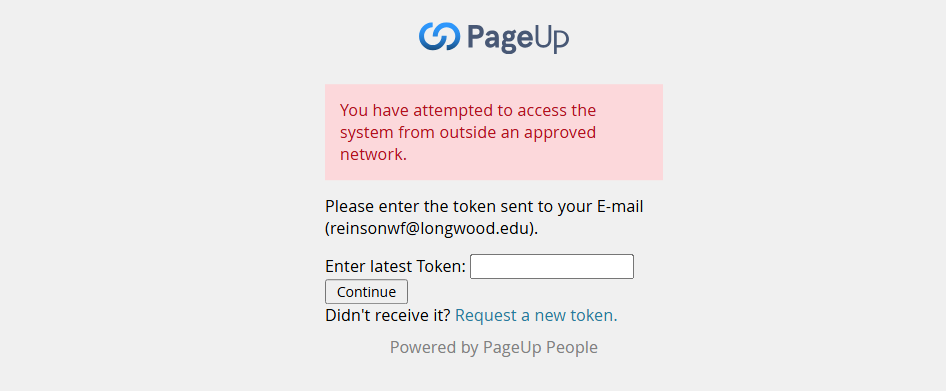 PageUp
You have attempted to access the
system from outside an approved
network.
Please enter the token sent to your E-mail
(reinsonwf@longwood.edu).
Enter latest Token:
Continue
Didn't receive it? Request a new token.
Powered by PageUp People